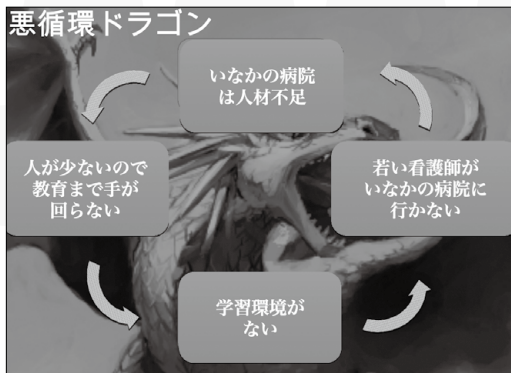 悪循環ドラゴン
いなかの病院
は人材不足
人が少ないので
教育まで手が
回らない
学習環境が
ない
若い看護師が
いなかの病院に
行かない